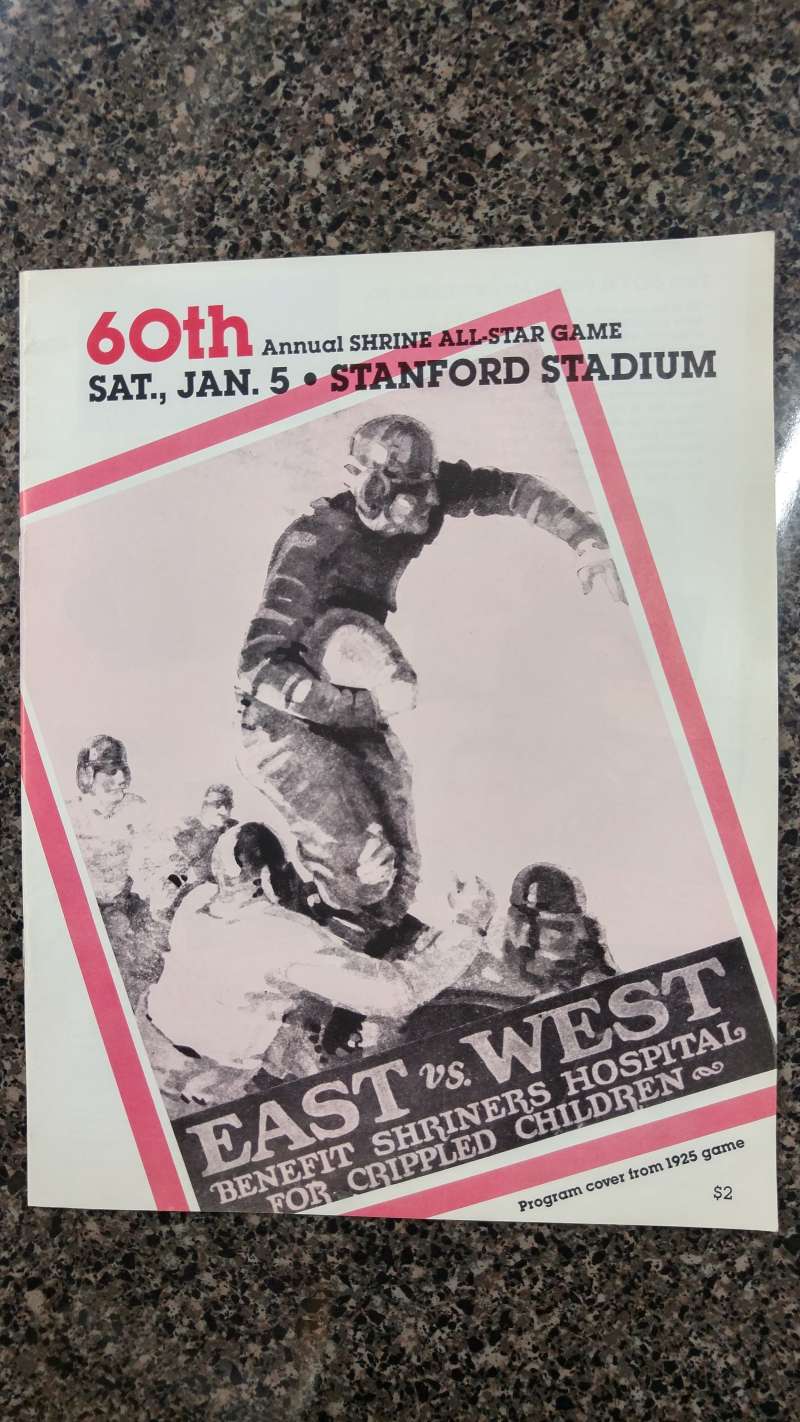 60th Annual SHRINE ALL-STAR GAME
SAT., JAN. 5 • STANFORD STADIUM
EAST vs. WEST
BENEFIT SHRINERS HOSPITAL
FOR CRIPPLED CHILDREN
Program cover from 1925 game
$2